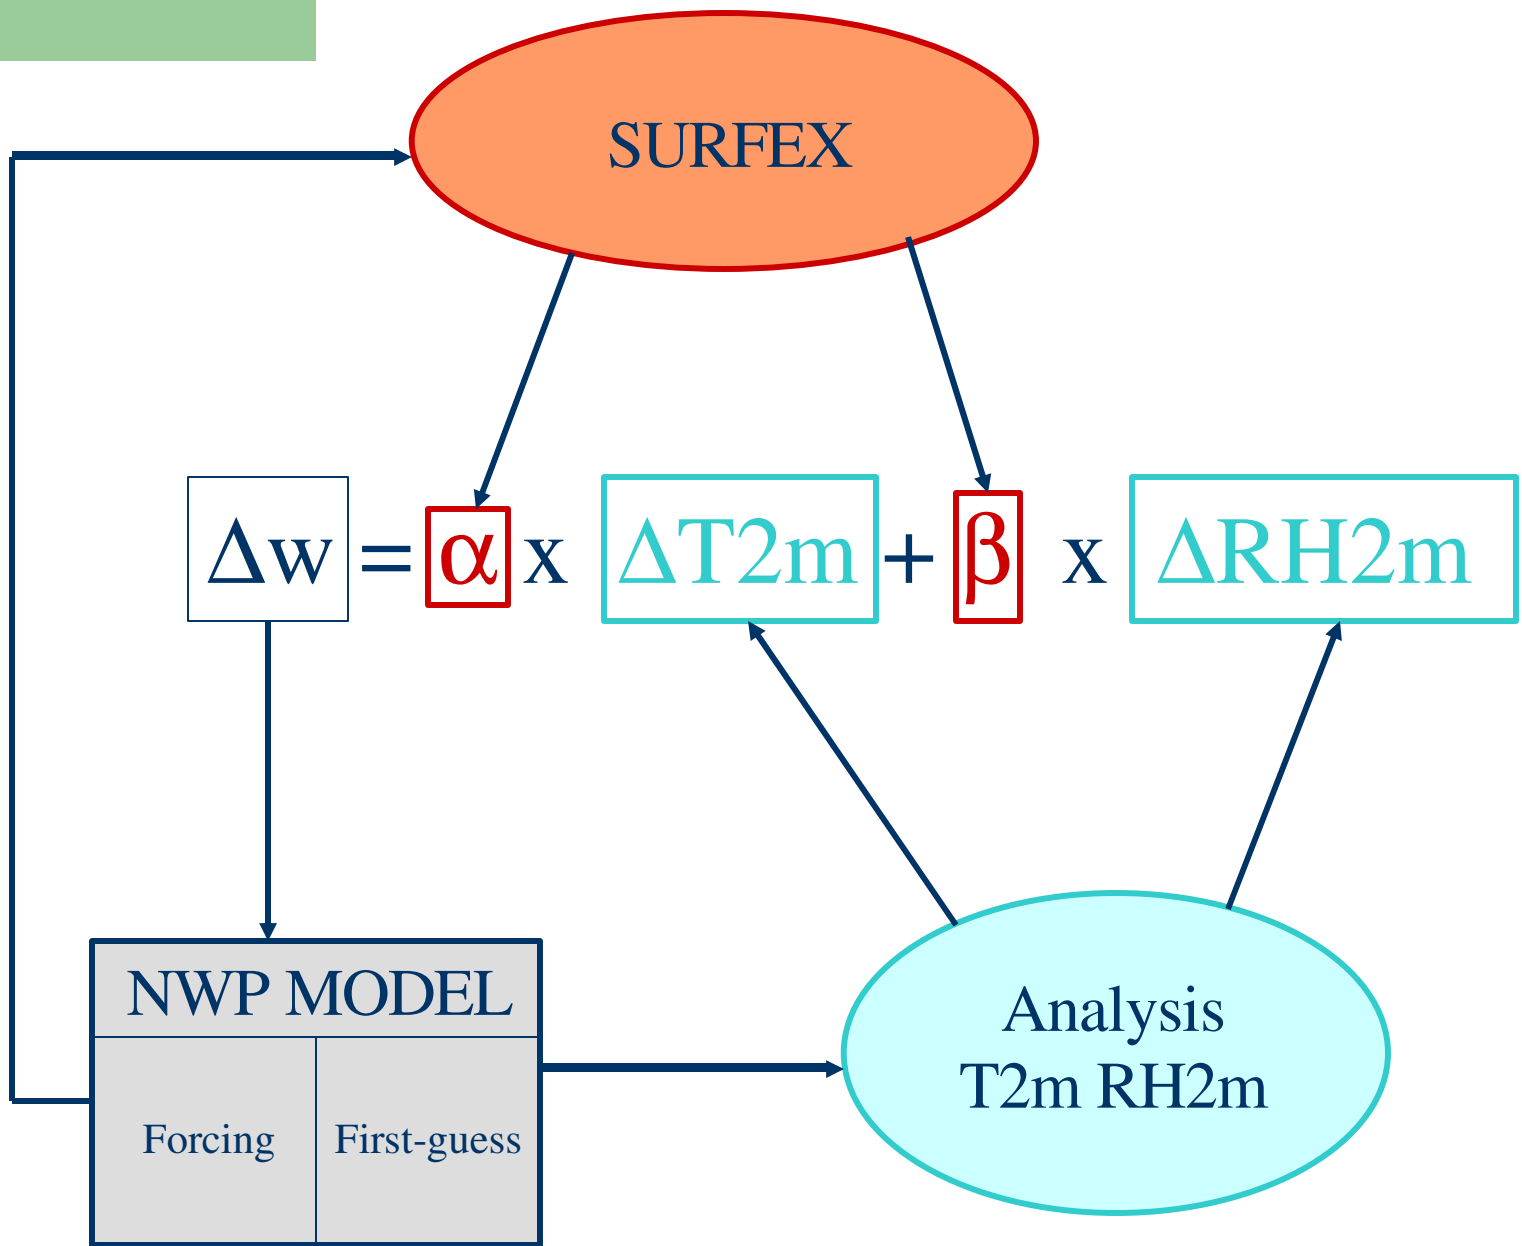 SURFEX
Δw = α x ΔT2m + β x ΔRH2m
NWP MODEL
Forcing
First-guess
Analysis
T2m RH2m